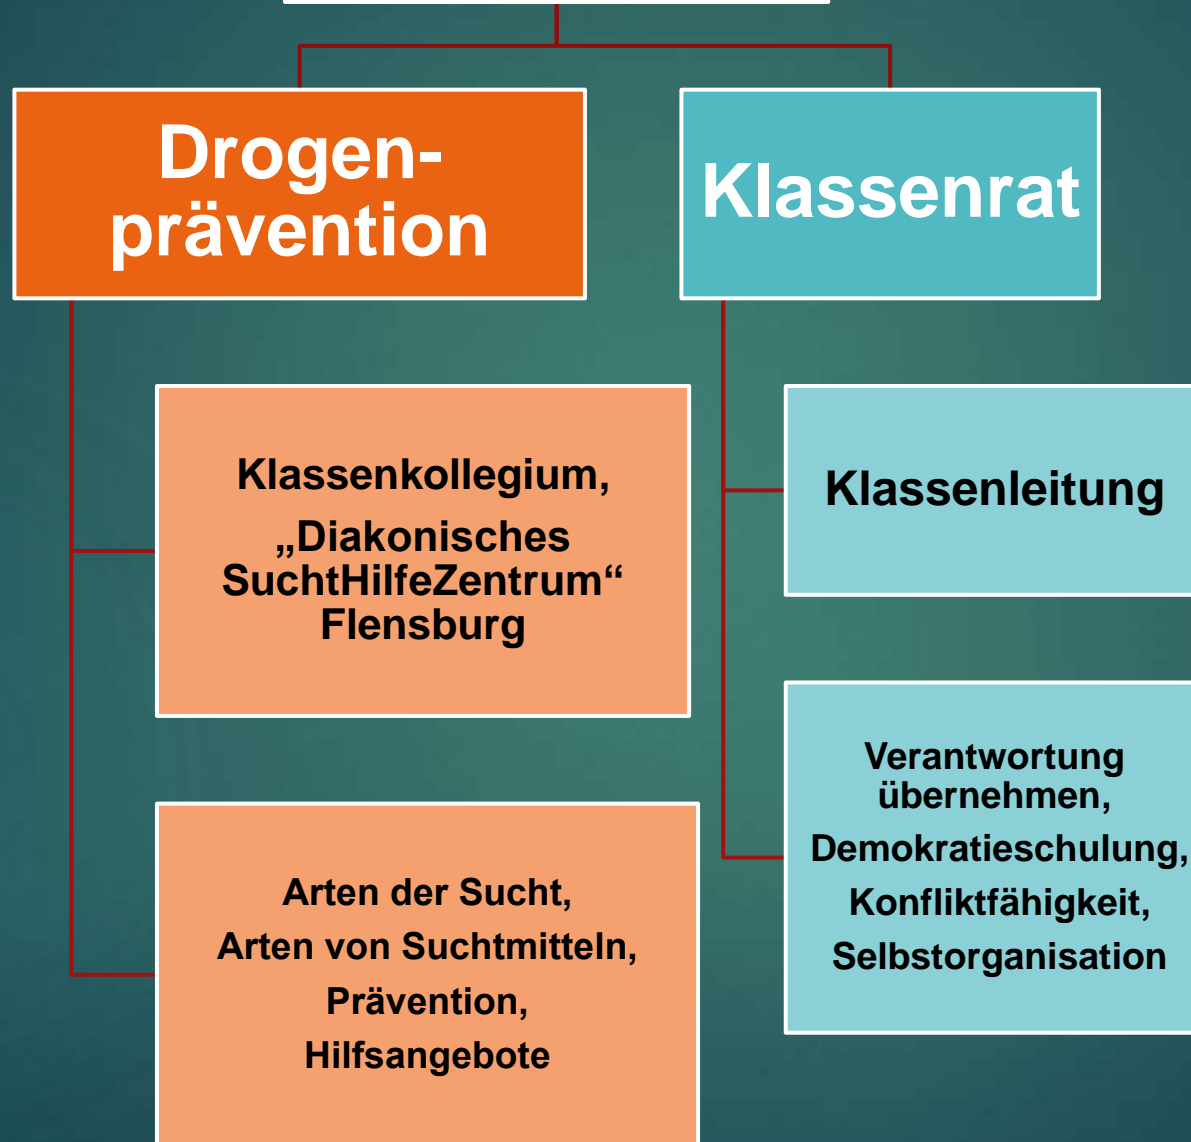 Drogen-
prävention
Klassenkollegium,
„Diakonisches
SuchtHilfeZentrum“
Flensburg
Arten der Sucht,
Arten von Suchtmitteln,
Prävention,
Hilfsangebote
Klassenrat
Klassenleitung
Verantwortung
übernehmen,
Demokratieschulung,
Konfliktfähigkeit,
Selbstorganisation